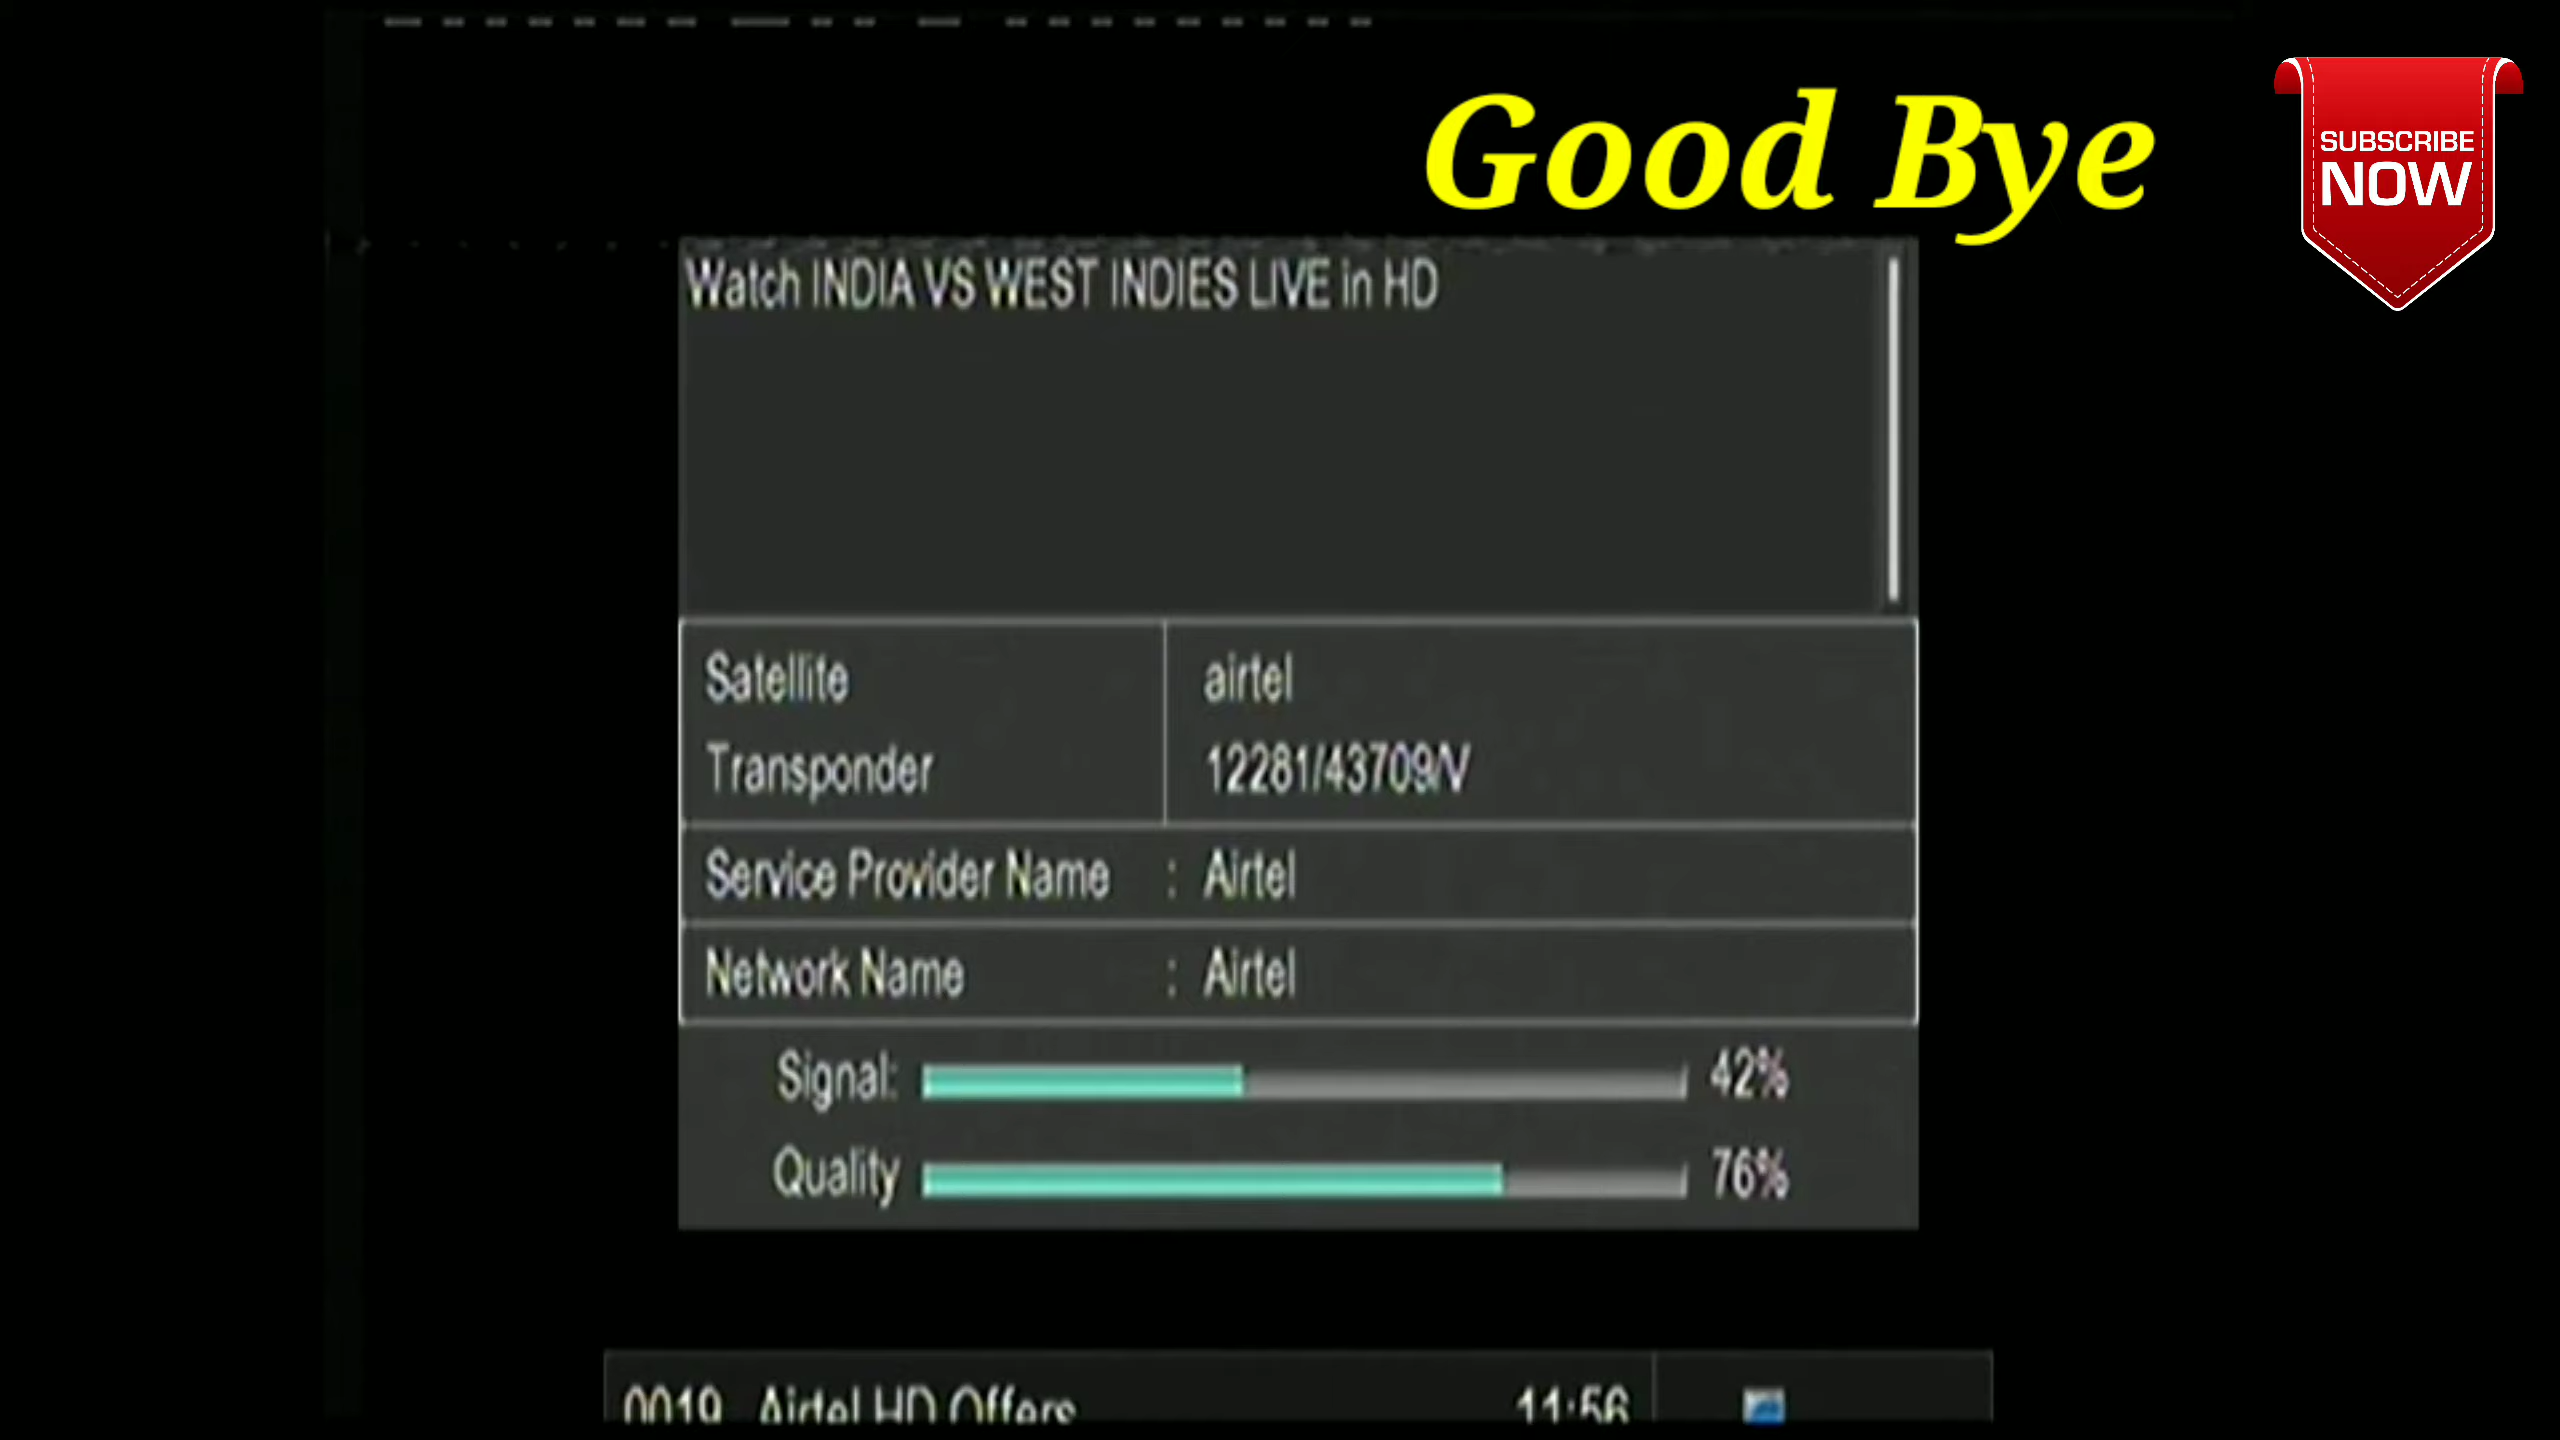 Good Bye
SUBSCRIBE
NOW
Watch INDIA VS WEST INDIES LIVE in HD
Satellite airtel
Transponder 12281/43709/V
Service Provider Name : Airtel
Network Name : Airtel
Signal: 42%
Quality 76%
0019 Airtel HD Offers 11:56